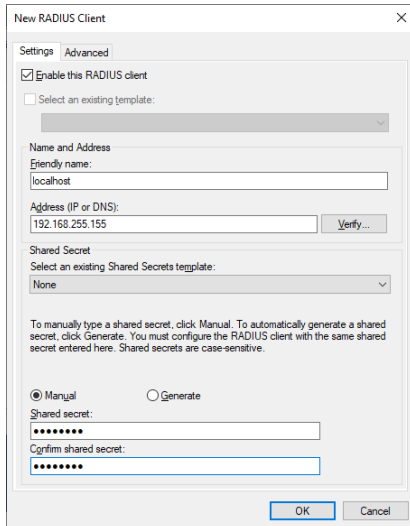 New RADIUS Client
Settings Advanced
Enable this RADIUS client
Select an existing template:
Name and Address
Friendly name:
localhost
Address (IP or DNS):
192.168.255.155 Verify...
Shared Secret
Select an existing Shared Secrets template:
None
To manually type a shared secret, click Manual. To automatically generate a shared
secret, click Generate. You must configure the RADIUS client with the same shared
secret entered here. Shared secrets are case-sensitive.
Manual Generate
Shared secret:
●●●●●●●●
Confirm shared secret:
●●●●●●●●
OK Cancel